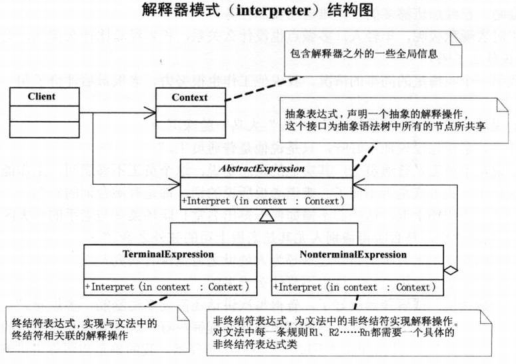 解释器模式（interpreter）结构图
包含解释器之外的一些全局信息
Client
Context
抽象表达式，声明一个抽象的解释操作，
这个接口为抽象语法树中所有的节点所共享
AbstractExpression
+Interpret(in context : Context)
TerminalExpression
+Interpret(in context : Context)
NonterminalExpression
+Interpret(in context : Context)
终结符表达式，实现与文法中的
终结符相关联的解释操作
非终结符表达式，为文法中的非终结符实现解释操作。
对文法中每一条规则R1、R2……Rn都需要一个具体的
非终结符表达式类